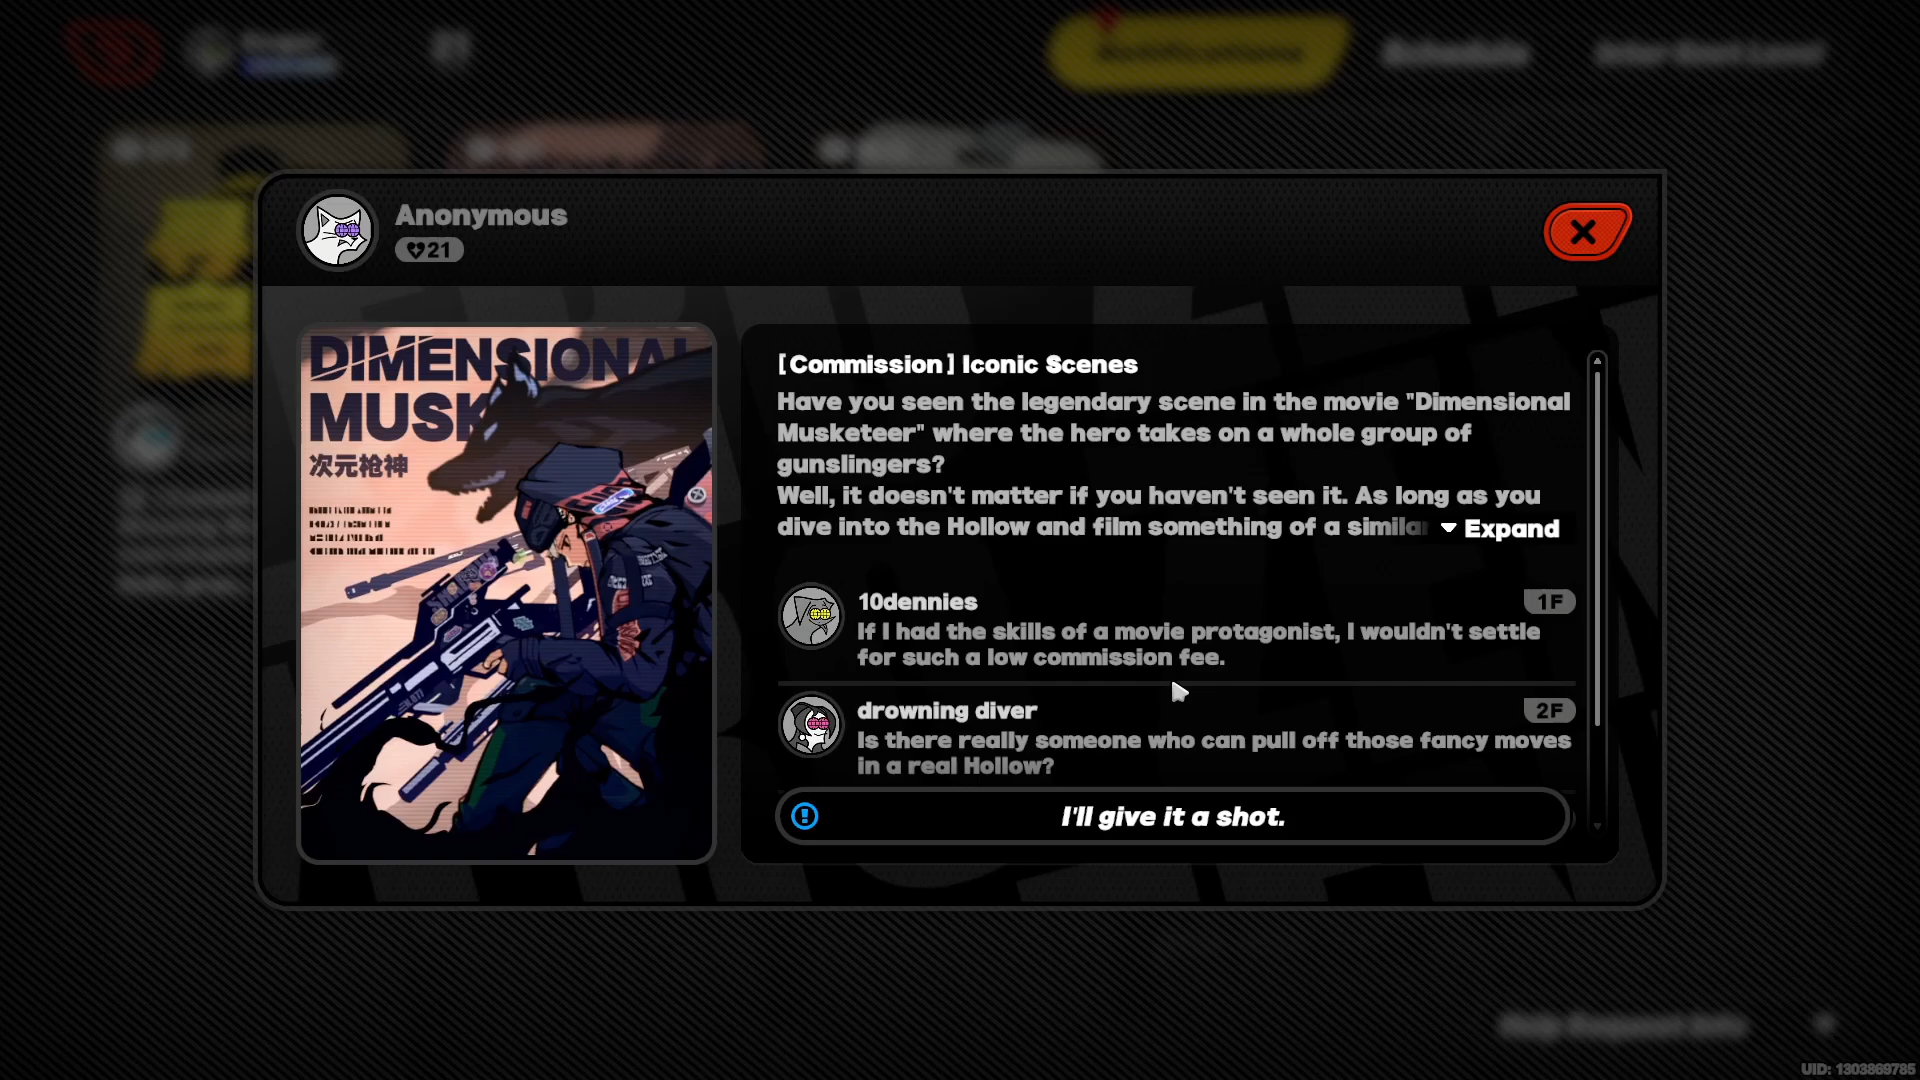 Anonymous
21
DIMENSIONAL
MUSK
次元枪神
[Commission] Iconic Scenes
Have you seen the legendary scene in the movie "Dimensional
Musketeer" where the hero takes on a whole group of
gunslingers?
Well, it doesn't matter if you haven't seen it. As long as you
dive into the Hollow and film something of a similar
Expand
10dennies
1F
If I had the skills of a movie protagonist, I wouldn't settle
for such a low commission fee.
drowning diver
2F
Is there really someone who can pull off those fancy moves
in a real Hollow?
I'll give it a shot.
UID: 1303869785